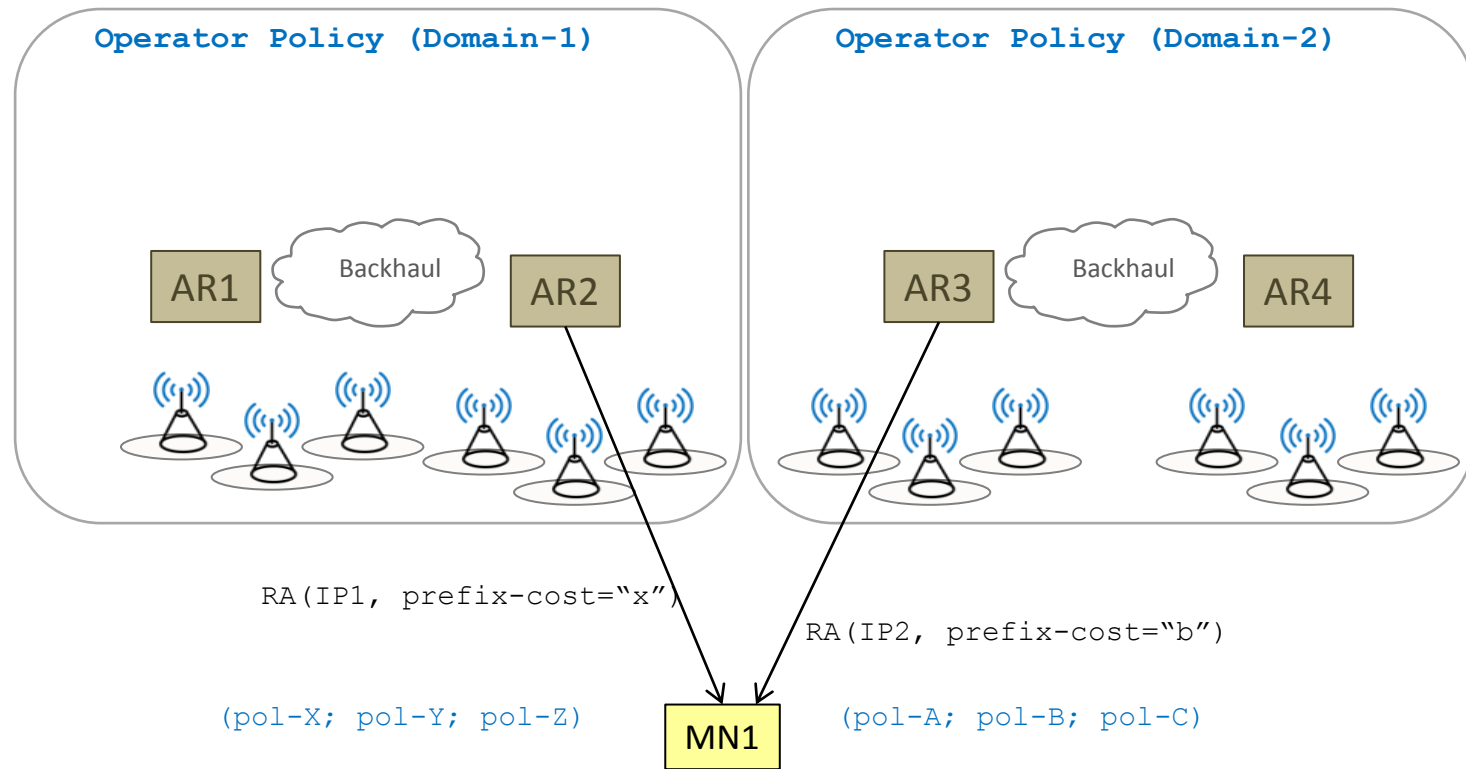 Operator Policy (Domain-1)
Operator Policy (Domain-2)
AR1
Backhaul
AR2
AR3
Backhaul
AR4
RA(IP1, prefix-cost=“x”)
RA(IP2, prefix-cost=“b”)
(pol-X; pol-Y; pol-Z)
(pol-A; pol-B; pol-C)
MN1